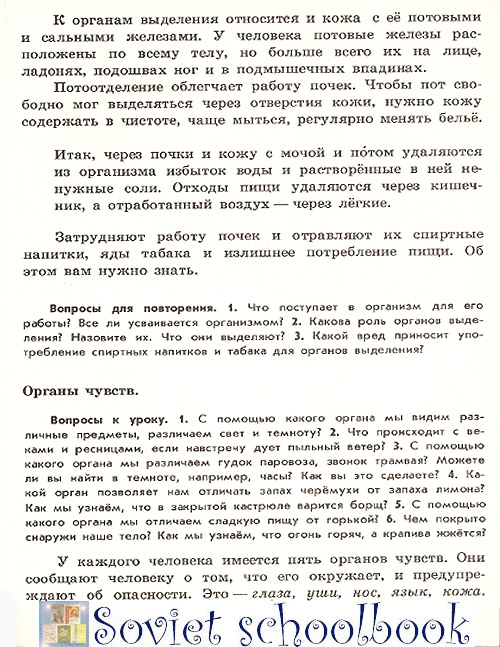 К органам выделения относится и кожа с её потовыми
и сальными железами. У человека потовые железы рас-
положены по всему телу, но больше всего их на лице,
ладонях, подошвах ног и в подмышечных впадинах.
Потоотделение облегчает работу почек. Чтобы пот сво-
бодно мог выделяться через отверстия кожи, нужно кожу
содержать в чистоте, чаще мыться, регулярно менять бельё.
Итак, через почки и кожу с мочой и по́том удаляются
из организма избыток воды и растворённые в ней не-
нужные соли. Отходы пищи удаляются через кишеч-
ник, а отработанный воздух — через лёгкие.
Затрудняют работу почек и отравляют их спиртные
напитки, яды табака и излишнее потребление пищи. Об
этом вам нужно знать.
Вопросы для повторения. 1. Что поступает в организм для его
работы? Все ли усваивается организмом? 2. Какова роль органов выде-
ления? Назовите их. Что они выделяют? 3. Какой вред приносит упо-
требление спиртных напитков и табака для органов выделения?
Органы чувств.
Вопросы к уроку. 1. С помощью какого органа мы видим раз-
личные предметы, различаем свет и темноту? 2. Что происходит с ве-
ками и ресницами, если навстречу дует пыльный ветер? 3. С помощью
какого органа мы различаем гудок паровоза, звонок трамвая? Можете
ли вы найти в темноте, например, часы? Как вы это сделаете? 4. Ка-
кой орган позволяет нам отличать запах черёмухи от запаха лимона?
Как мы узнаём, что в закрытой кастрюле варится борщ? 5. С помощью
какого органа мы отличаем сладкую пищу от горькой? 6. Чем покрыто
снаружи наше тело? Как мы узнаём, что огонь горяч, а крапива жжётся?
У каждого человека имеется пять органов чувств. Они
сообщают человеку о том, что его окружает, и предупре-
ждают об опасности. Это — глаза, уши, нос, язык, кожа.
Soviet schoolbook